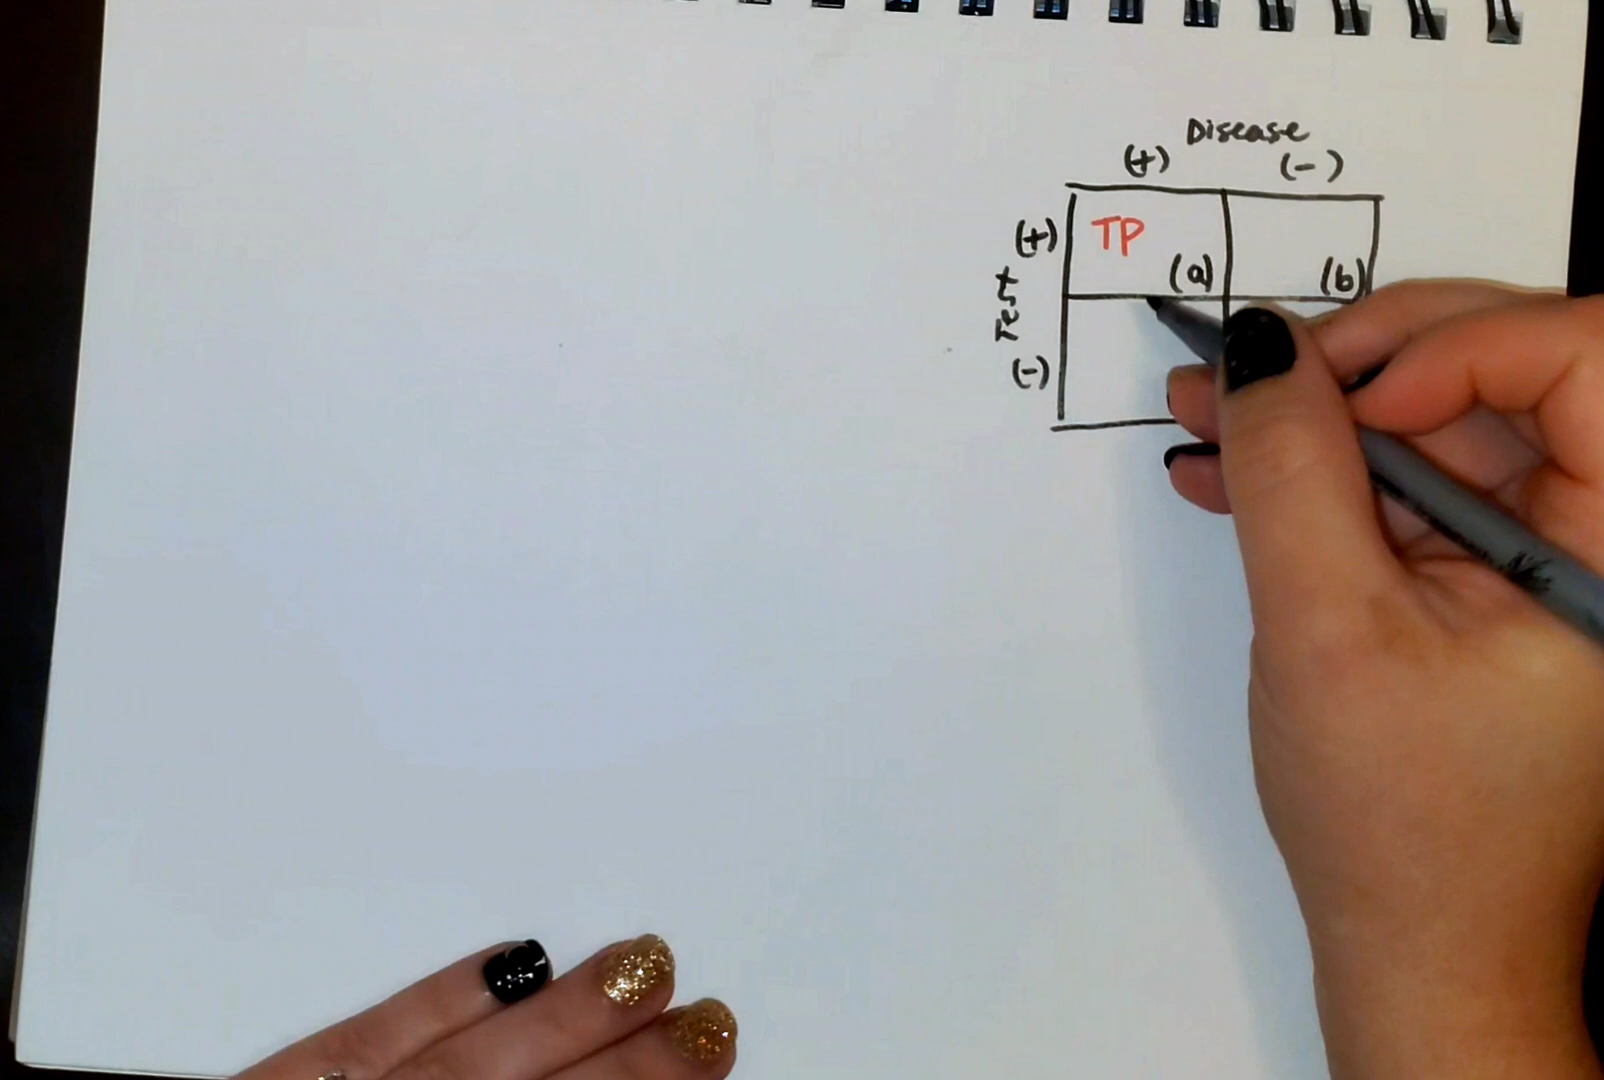 Disease
(+) (-)
(+) TP
(a) (b)
Test
(-)